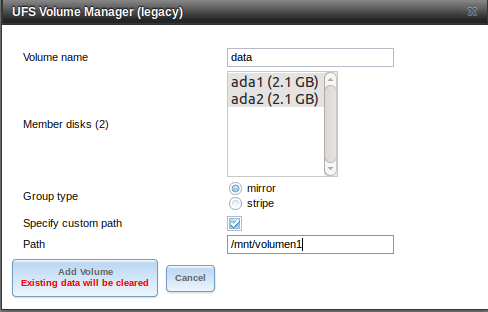 UFS Volume Manager (legacy)
Volume name data
ada1 (2.1 GB)
ada2 (2.1 GB)
Member disks (2)
Group type mirror
stripe
Specify custom path
Path /mnt/volumen1
Add Volume
Existing data will be cleared
Cancel